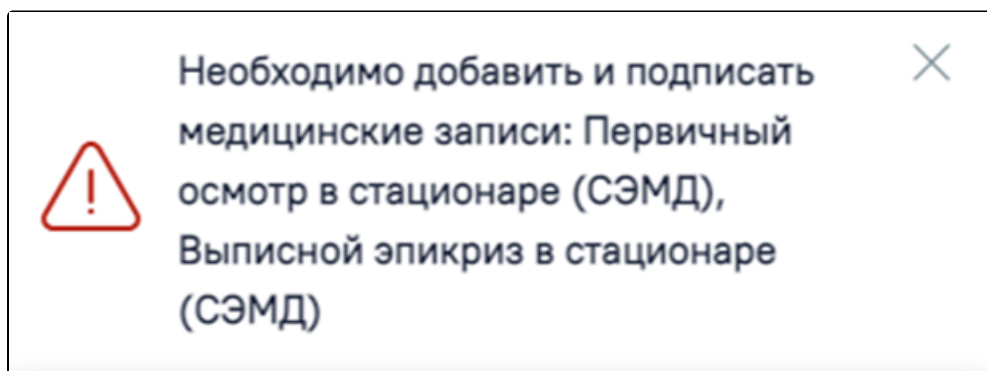 Необходимо добавить и подписать
медицинские записи: Первичный
осмотр в стационаре (СЭМД),
Выписной эпикриз в стационаре
(СЭМД)